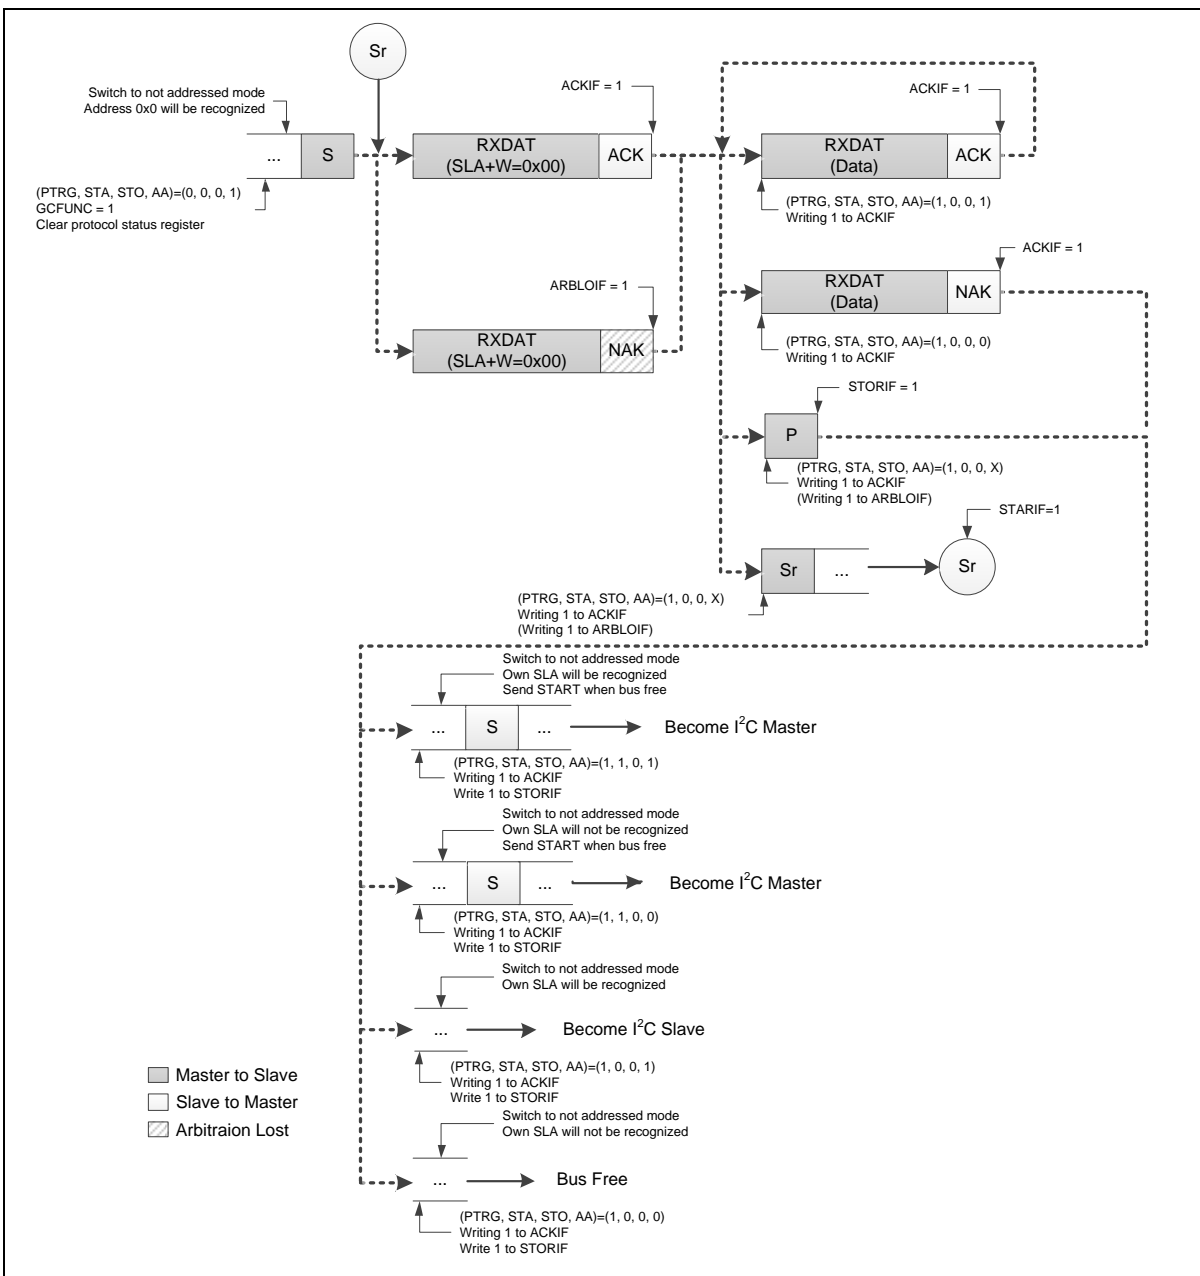 Sr
Switch to not addressed mode
Address 0x0 will be recognized
ACKIF = 1
ACKIF = 1
...
S
RXDAT
(SLA+W=0x00)
ACK
RXDAT
(Data)
ACK
(PTRG, STA, STO, AA)=(0, 0, 0, 1)
GCFUNC = 1
Clear protocol status register
(PTRG, STA, STO, AA)=(1, 0, 0, 1)
Writing 1 to ACKIF
ACKIF = 1
ARBLOIF = 1
RXDAT
(Data)
NAK
RXDAT
(SLA+W=0x00)
NAK
(PTRG, STA, STO, AA)=(1, 0, 0, 0)
Writing 1 to ACKIF
STORIF = 1
P
(PTRG, STA, STO, AA)=(1, 0, 0, X)
Writing 1 to ACKIF
(Writing 1 to ARBLOIF)
STARIF=1
Sr
...
Sr
(PTRG, STA, STO, AA)=(1, 0, 0, X)
Writing 1 to ACKIF
(Writing 1 to ARBLOIF)
Switch to not addressed mode
Own SLA will be recognized
Send START when bus free
...
S
...
Become I²C Master
(PTRG, STA, STO, AA)=(1, 1, 0, 1)
Writing 1 to ACKIF
Write 1 to STORIF
Switch to not addressed mode
Own SLA will not be recognized
Send START when bus free
...
S
...
Become I²C Master
(PTRG, STA, STO, AA)=(1, 1, 0, 0)
Writing 1 to ACKIF
Write 1 to STORIF
Switch to not addressed mode
Own SLA will be recognized
...
Become I²C Slave
(PTRG, STA, STO, AA)=(1, 0, 0, 1)
Writing 1 to ACKIF
Write 1 to STORIF
Master to Slave
Slave to Master
Arbitraion Lost
Switch to not addressed mode
Own SLA will not be recognized
...
Bus Free
(PTRG, STA, STO, AA)=(1, 0, 0, 0)
Writing 1 to ACKIF
Write 1 to STORIF